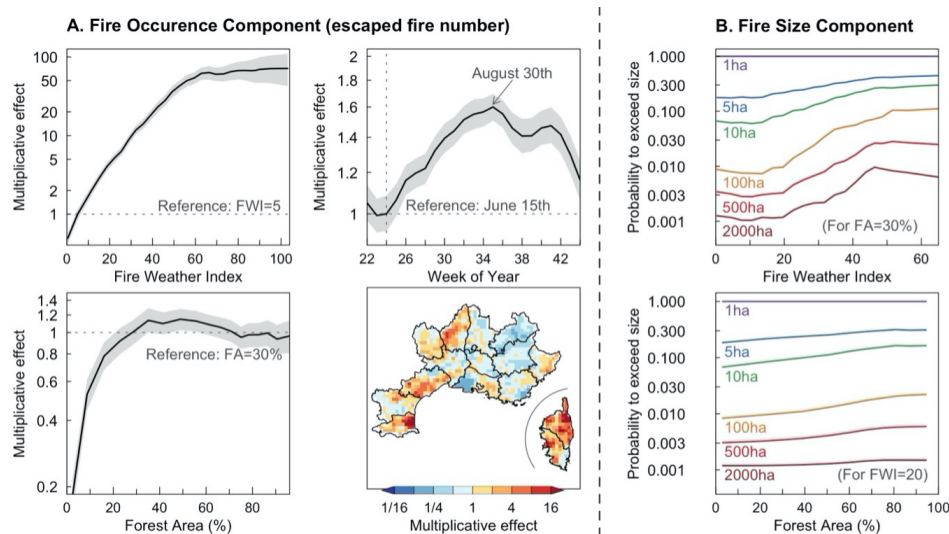 A. Fire Occurence Component (escaped fire number)
Multiplicative effect
100
50
20
10
5
2
1
Reference: FWI=5
0 20 40 60 80 100
Fire Weather Index
Multiplicative effect
2
1.8
1.6
1.4
1.2
1
August 30th
Reference: June 15th
22 26 30 34 38 42
Week of Year
Multiplicative effect
1.4
1.2
1
0.8
0.6
0.4
0.2
Reference: FA=30%
0 20 40 60 80
Forest Area (%)
1/16 1/4 1 4 16
Multiplicative effect
B. Fire Size Component
Probability to exceed size
1.000
0.300
0.100
0.030
0.010
0.003
0.001
1ha
5ha
10ha
100ha
500ha
2000ha
(For FA=30%)
0 20 40 60
Fire Weather Index
Probability to exceed size
1.000
0.300
0.100
0.030
0.010
0.003
0.001
1ha
5ha
10ha
100ha
500ha
2000ha
(For FWI=20)
0 20 40 60 80 100
Forest Area (%)